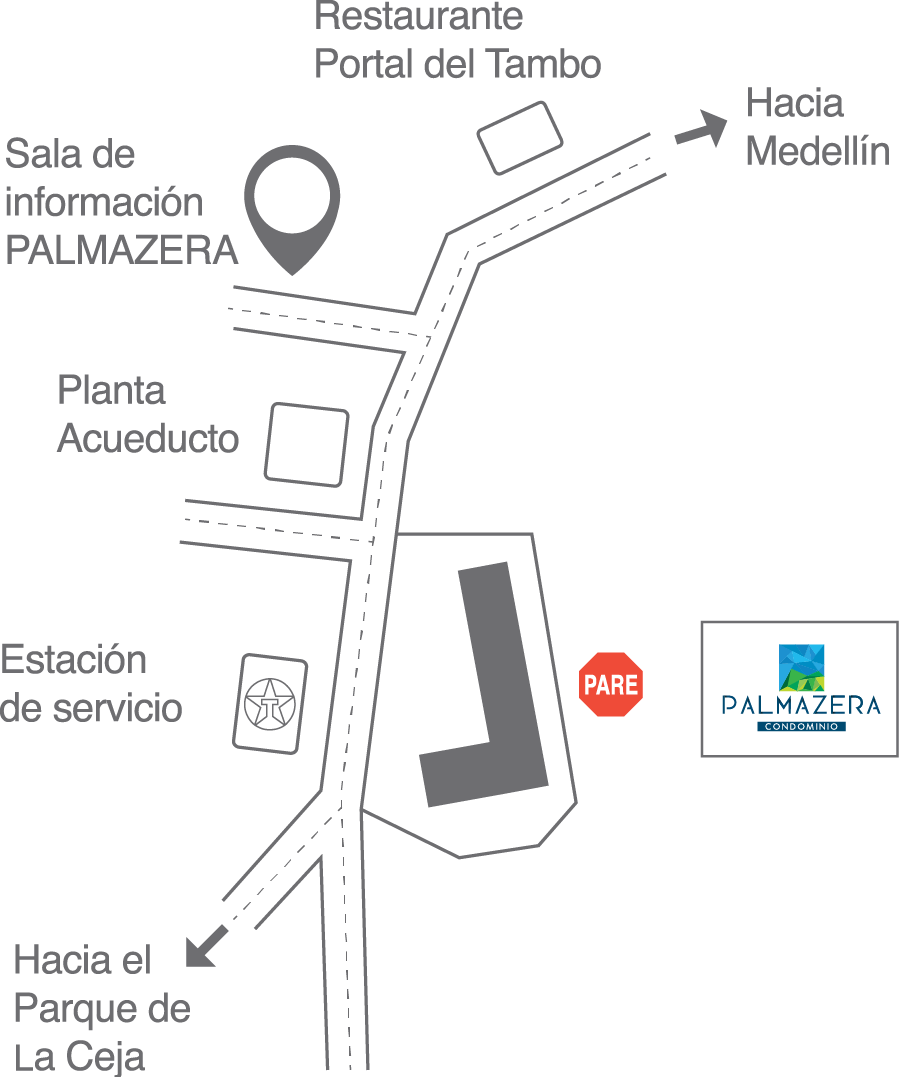 Restaurante
Portal del Tambo
Hacia
Medellín
Sala de
información
PALMAZERA
Planta
Acueducto
Estación
de servicio
T
PARE
PALMAZERA
CONDOMINIO
Hacia el
Parque de
La Ceja